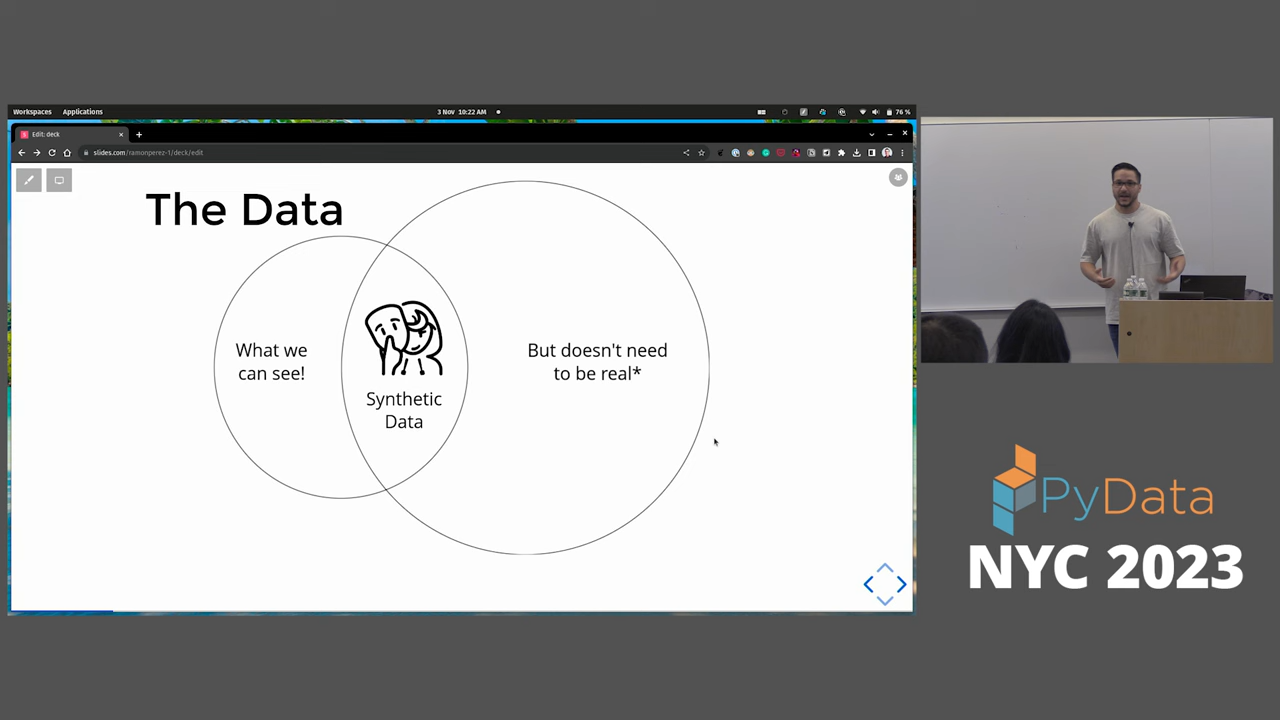 Workspaces Applications 3 Nov 10:22 AM 76 %
Edit: deck
slides.com/ramonperez-1/deck/edit
The Data
What we
can see!
Synthetic
Data
But doesn't need
to be real*
PyData
NYC 2023